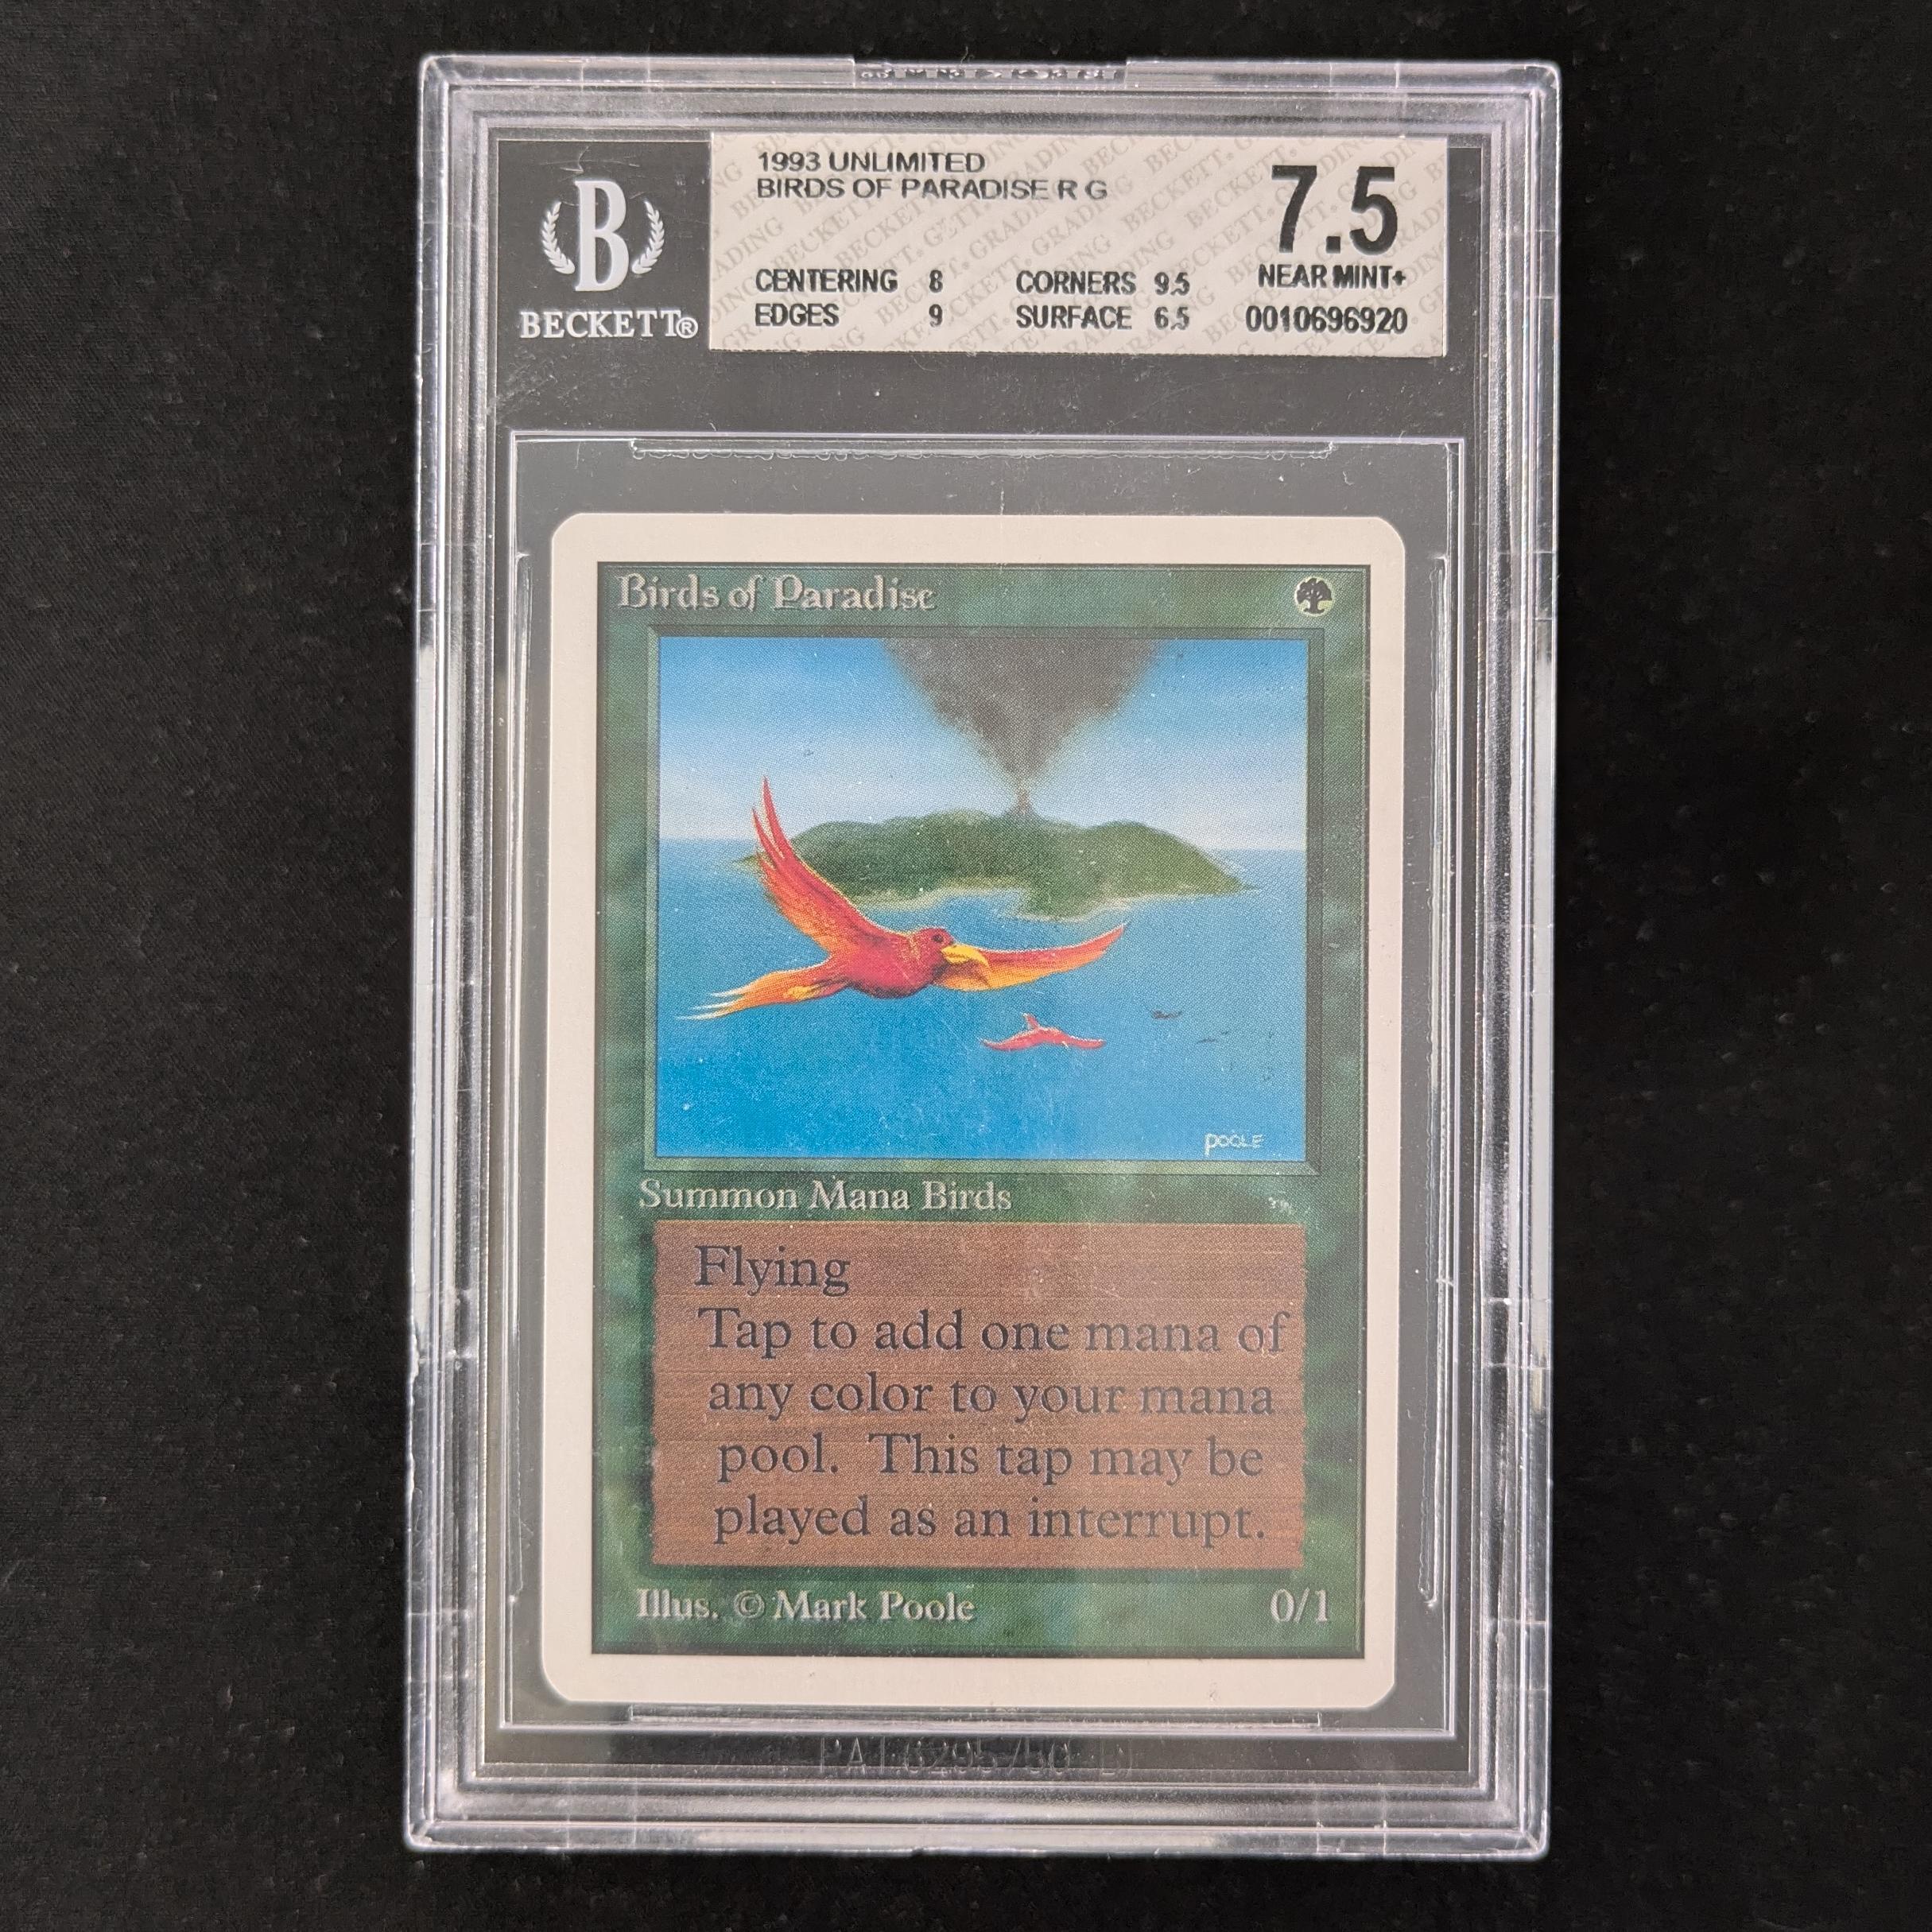 1993 UNLIMITED
BIRDS OF PARADISE R G
7.5
CENTERING 8 CORNERS 9.5 NEAR MINT+
EDGES 9 SURFACE 6.5 0010696920
B
BECKETT®
Birds of Paradise
POOLE
Summon Mana Birds
Flying
Tap to add one mana of
any color to your mana
pool. This tap may be
played as an interrupt.
Illus. © Mark Poole 0/1